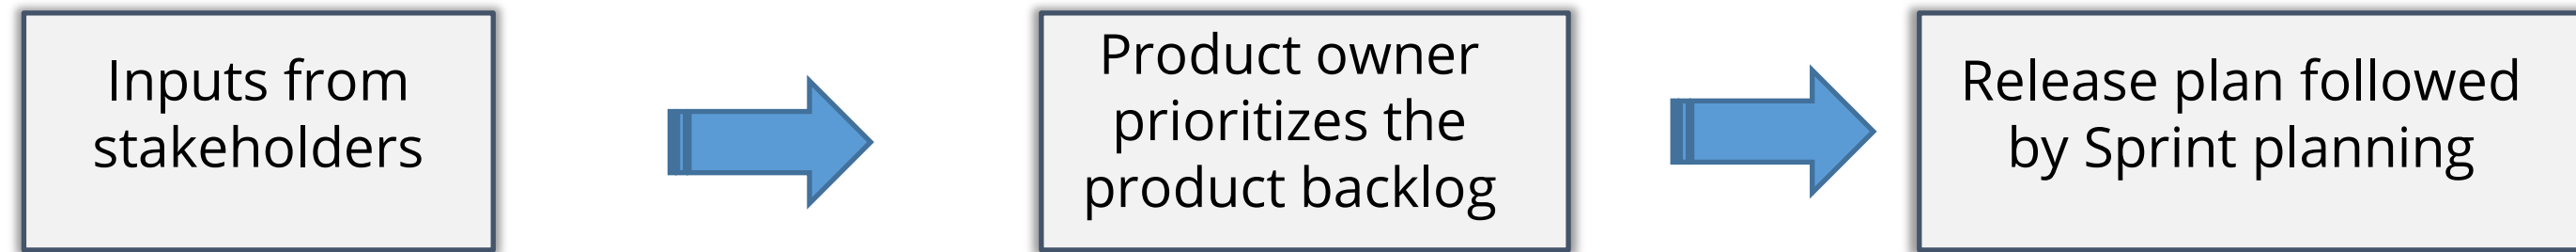 Inputs from
stakeholders
Product owner
prioritizes the
product backlog
Release plan followed
by Sprint planning